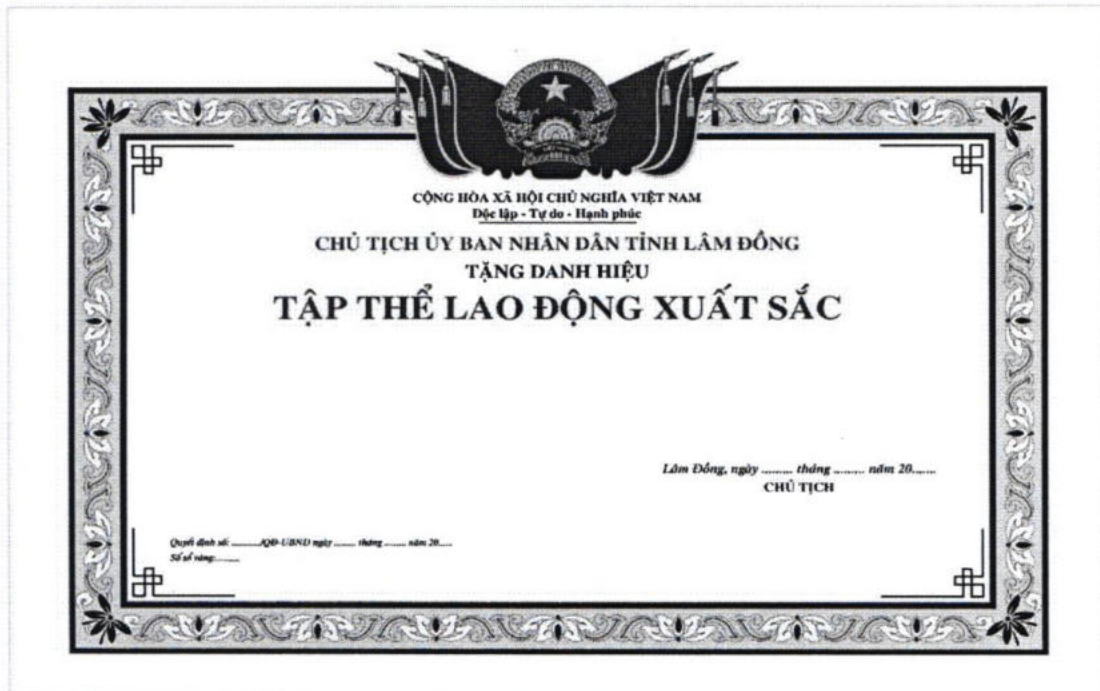 CỘNG HÒA XÃ HỘI CHỦ NGHĨA VIỆT NAM
Độc lập - Tự do - Hạnh phúc
CHỦ TỊCH ỦY BAN NHÂN DÂN TỈNH LÂM ĐỒNG
TẶNG DANH HIỆU
TẬP THỂ LAO ĐỘNG XUẤT SẮC
Lâm Đồng, ngày ......... tháng ......... năm 20.......
CHỦ TỊCH
Quyết định số: ........../QĐ-UBND ngày ....... tháng ....... năm 20.....
Số sổ vàng:........